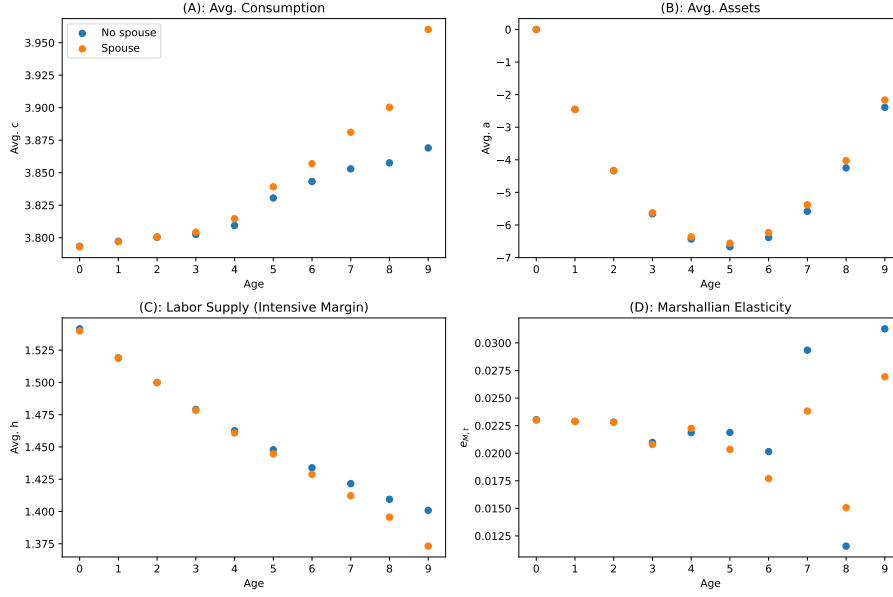 (A): Avg. Consumption
Avg. c
3.950
3.925
3.900
3.875
3.850
3.825
3.800
No spouse
Spouse
0 1 2 3 4 5 6 7 8 9
Age
(B): Avg. Assets
Avg. a
0
−1
−2
−3
−4
−5
−6
−7
0 1 2 3 4 5 6 7 8 9
Age
(C): Labor Supply (Intensive Margin)
Avg. h
1.525
1.500
1.475
1.450
1.425
1.400
1.375
0 1 2 3 4 5 6 7 8 9
Age
(D): Marshallian Elasticity
e_{M,t}
0.0300
0.0275
0.0250
0.0225
0.0200
0.0175
0.0150
0.0125
0 1 2 3 4 5 6 7 8 9
Age